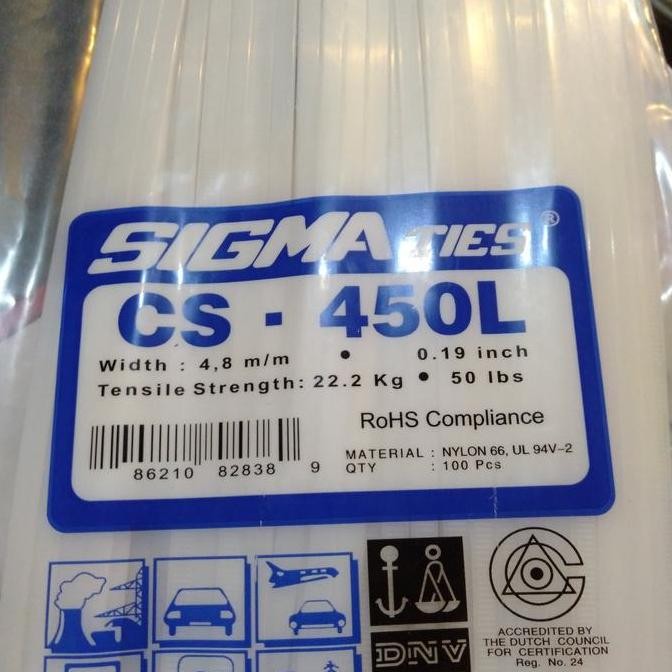 SIGMA TIES ®
CS - 450L
Width : 4,8 m/m • 0.19 inch
Tensile Strength: 22.2 Kg • 50 lbs
RoHS Compliance
MATERIAL : NYLON 66, UL 94V-2
QTY : 100 Pcs
86210 82838 9
DNV
ACCREDITED BY
THE DUTCH COUNCIL
FOR CERTIFICATION
Reg. No. 24